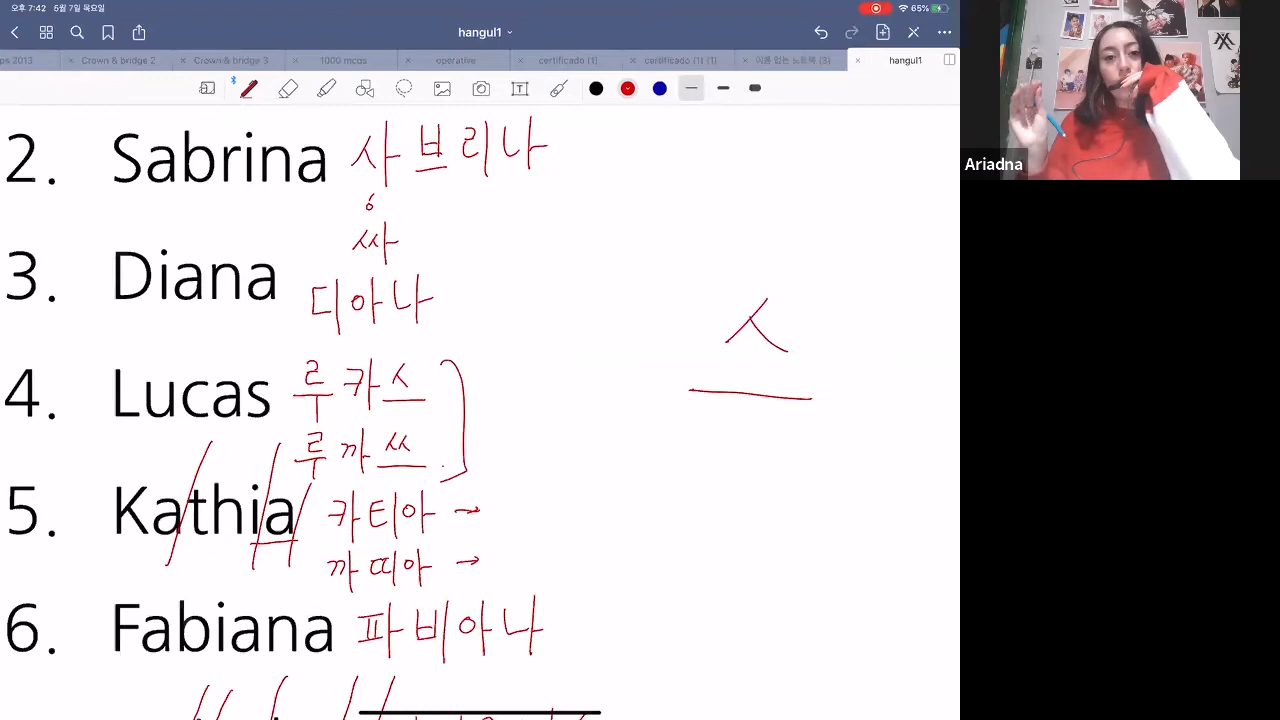 오후 7:42 5월 7일 목요일
65%
hangul1
ps 2013 Crown & bridge 2 Crown & bridge 3 1000 mcqs operative certificado (1) certificado (1) (1) 이름 없는 노트북 (3) hangul1
2. Sabrina 사브리나
싸
3. Diana 디아나
스
4. Lucas 루카스
루까쓰
5. Kathia 카티아 →
까띠아 →
6. Fabiana 파비아나
Ariadna